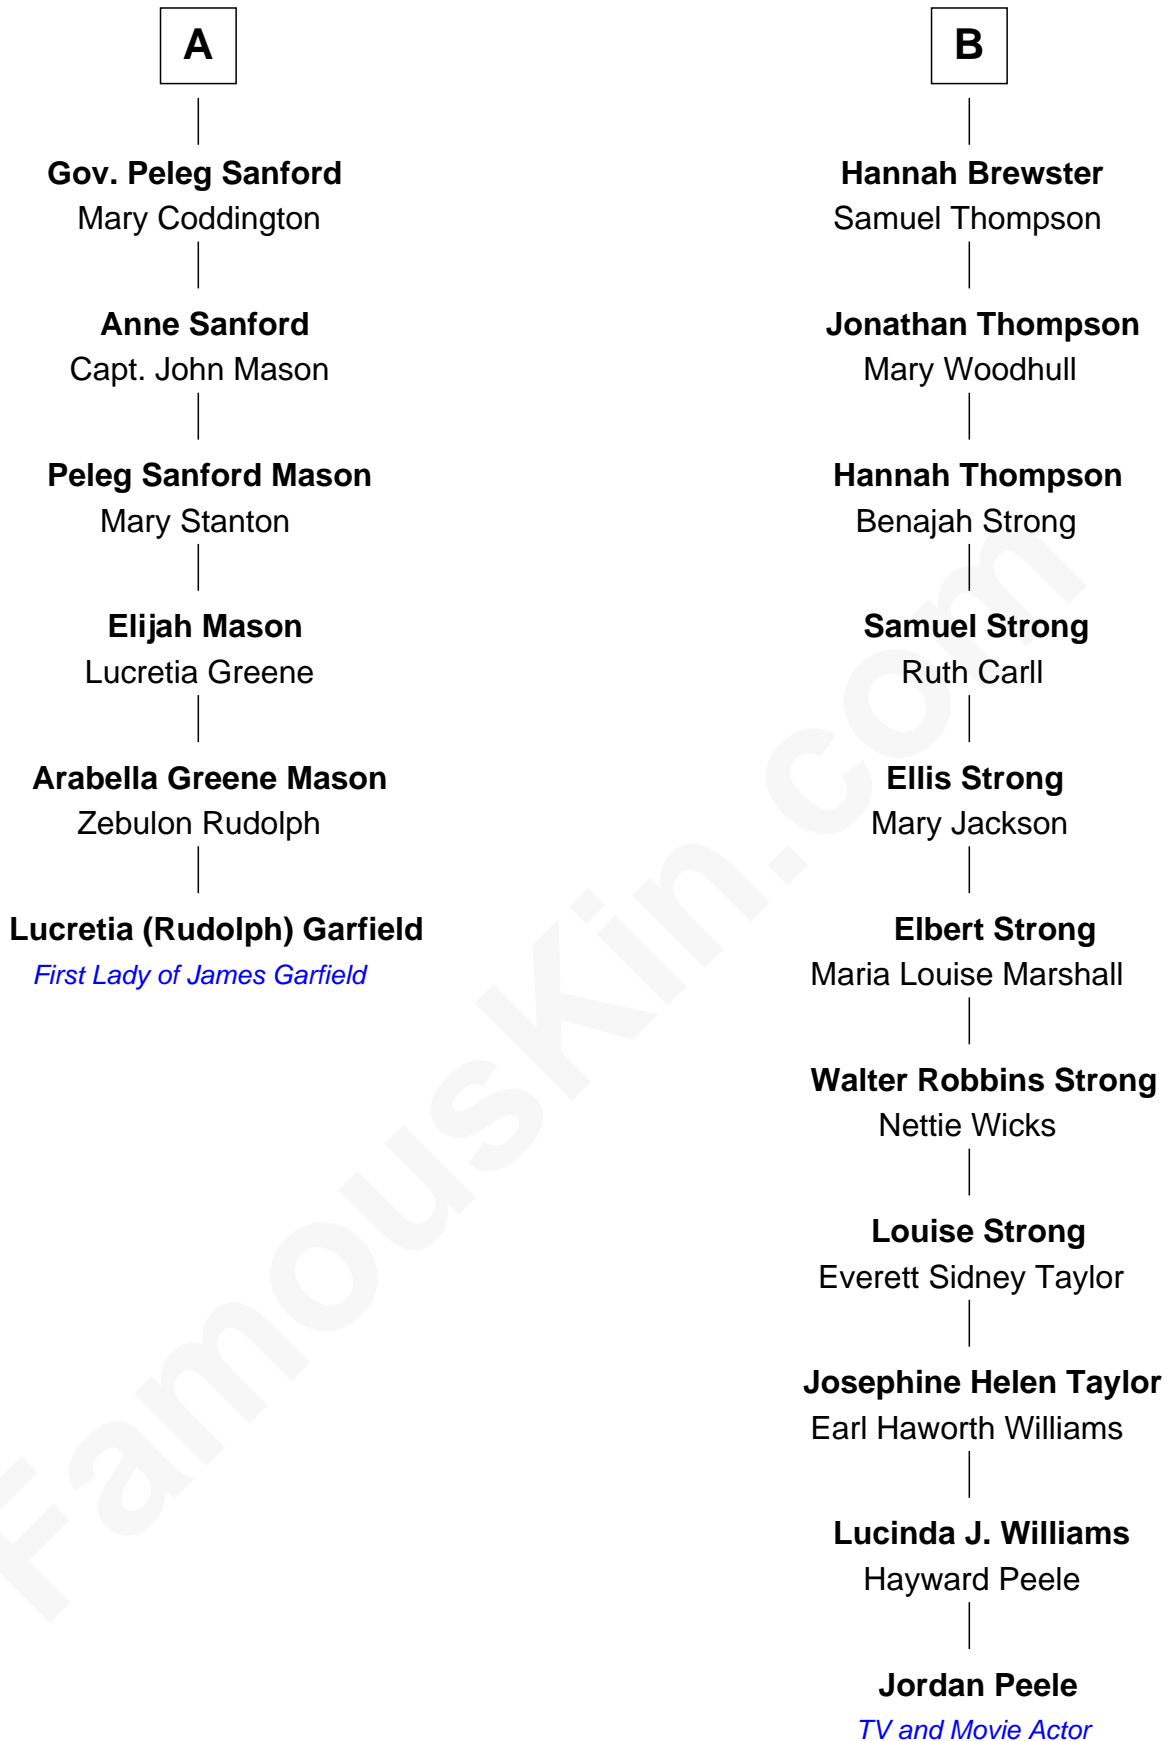 A
Gov. Peleg Sanford
Mary Coddington
Anne Sanford
Capt. John Mason
Peleg Sanford Mason
Mary Stanton
Elijah Mason
Lucretia Greene
Arabella Greene Mason
Zebulon Rudolph
Lucretia (Rudolph) Garfield
First Lady of James Garfield
B
Hannah Brewster
Samuel Thompson
Jonathan Thompson
Mary Woodhull
Hannah Thompson
Benajah Strong
Samuel Strong
Ruth Carll
Ellis Strong
Mary Jackson
Elbert Strong
Maria Louise Marshall
Walter Robbins Strong
Nettie Wicks
Louise Strong
Everett Sidney Taylor
Josephine Helen Taylor
Earl Haworth Williams
Lucinda J. Williams
Hayward Peele
Jordan Peele
TV and Movie Actor
FamousKin.com